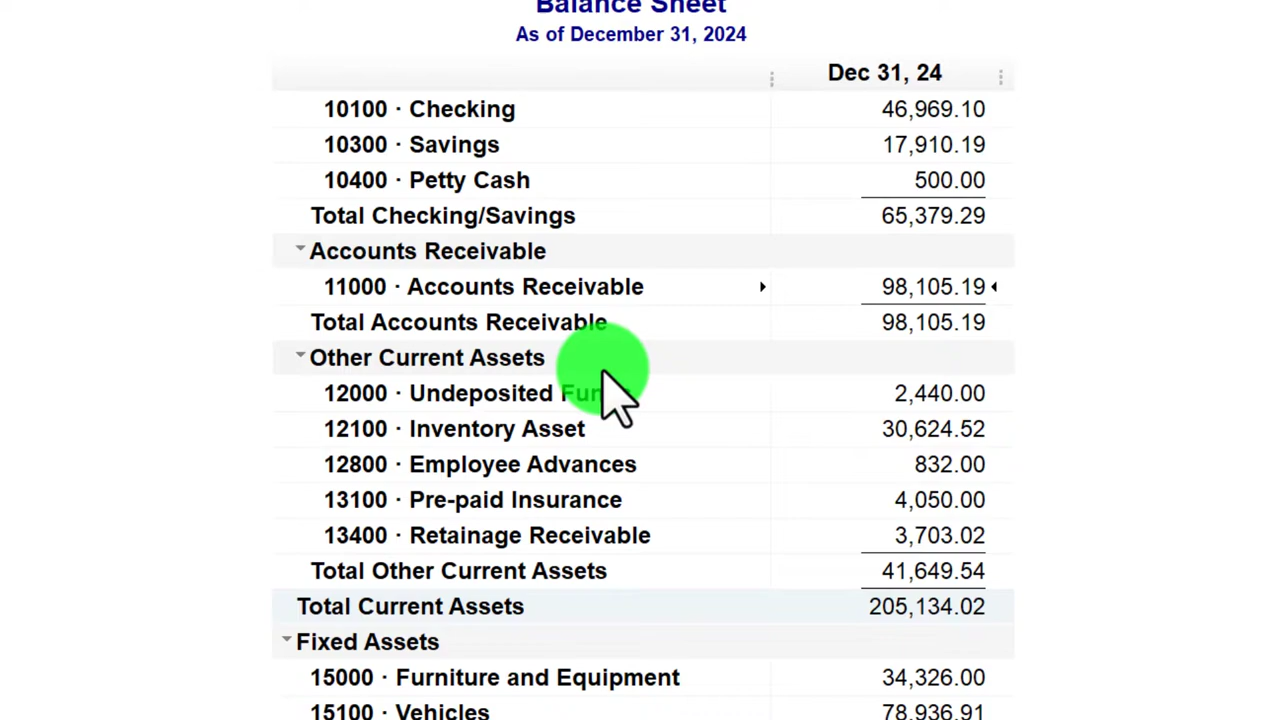 Balance Sheet
As of December 31, 2024
Dec 31, 24
10100 · Checking 46,969.10
10300 · Savings 17,910.19
10400 · Petty Cash 500.00
Total Checking/Savings 65,379.29
Accounts Receivable
11000 · Accounts Receivable 98,105.19
Total Accounts Receivable 98,105.19
Other Current Assets
12000 · Undeposited 2,440.00
12100 · Inventory Asset 30,624.52
12800 · Employee Advances 832.00
13100 · Pre-paid Insurance 4,050.00
13400 · Retainage Receivable 3,703.02
Total Other Current Assets 41,649.54
Total Current Assets 205,134.02
Fixed Assets
15000 · Furniture and Equipment 34,326.00
15100 · Vehicles 78,936.91